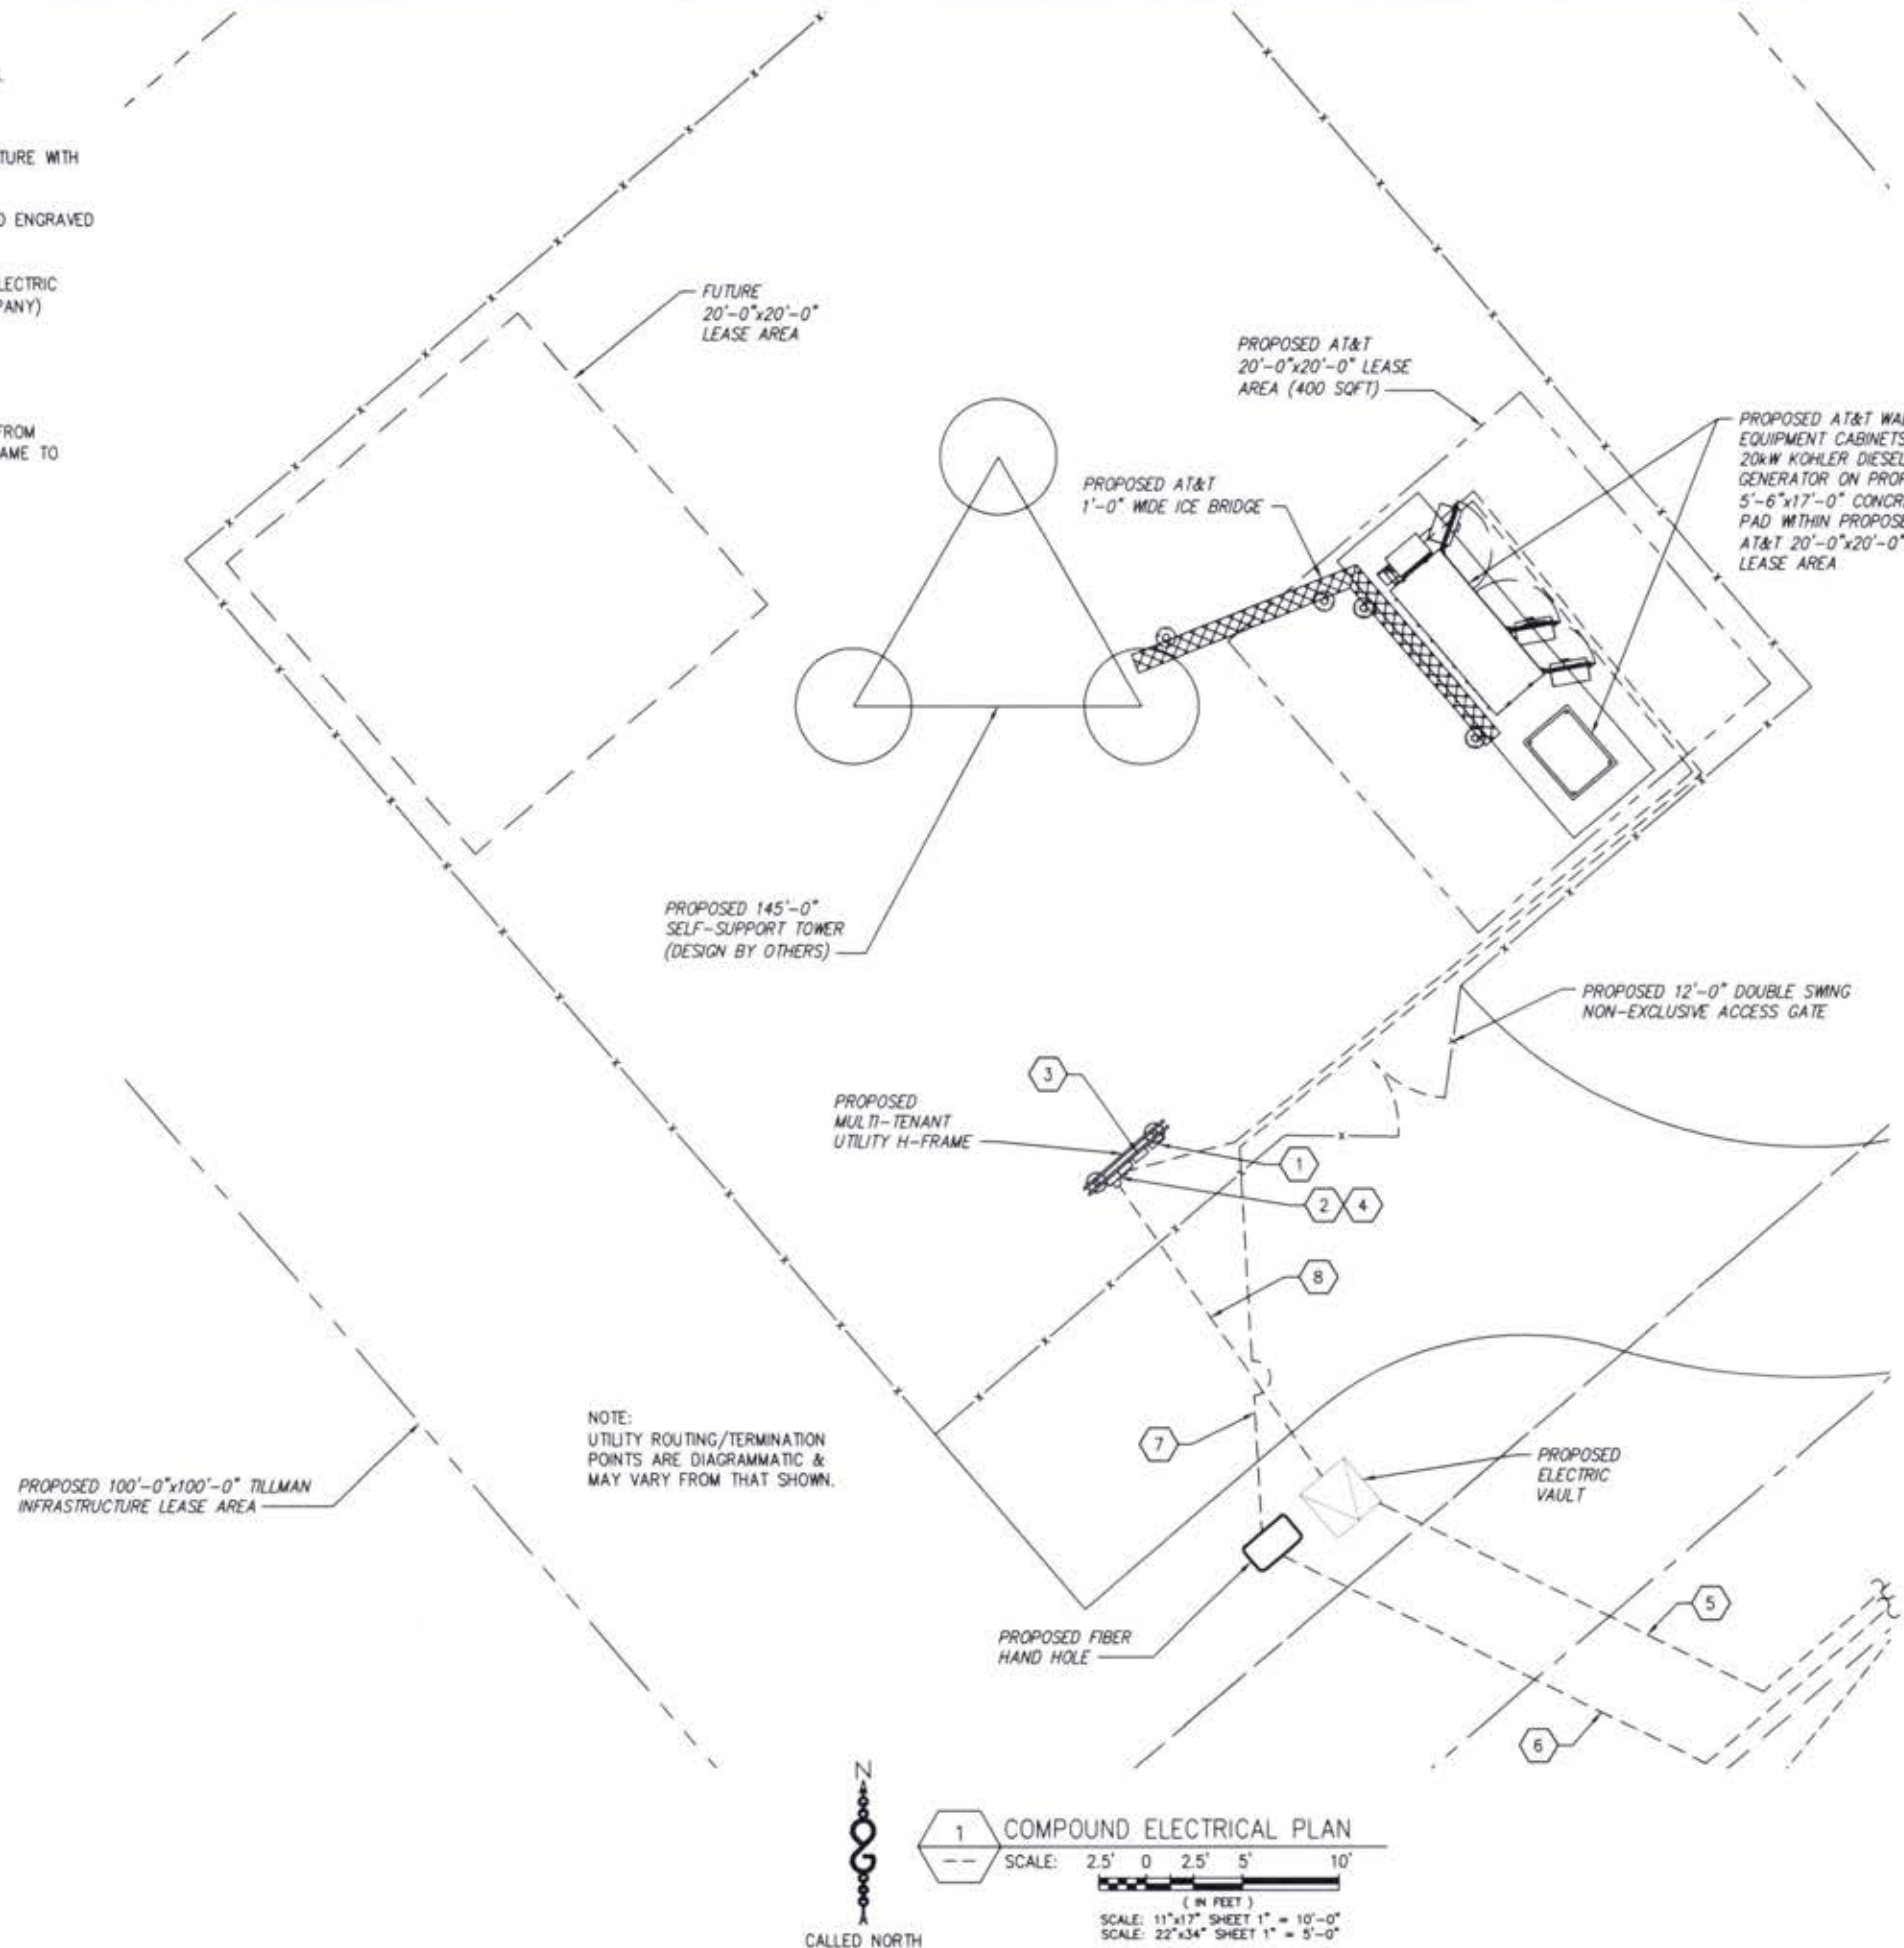 TURE WITH
ENGRAVED
FROM
TO
FUTURE
20'-0"x20'-0"
LEASE AREA
PROPOSED AT&T
20'-0"x20'-0" LEASE
AREA (400 SQFT)
PROPOSED AT&T
1'-0" WIDE ICE BRIDGE
PROPOSED AT&T
EQUIPMENT CABINETS
20kW KOHLER DIESEL
GENERATOR ON
5'-6"x17'-0"
PAD WITHIN
AT&T 20'-0"x20'-0"
LEASE AREA
PROPOSED 145'-0"
SELF-SUPPORT TOWER
(DESIGN BY OTHERS)
PROPOSED 12'-0" DOUBLE SWING
NON-EXCLUSIVE ACCESS GATE
3
PROPOSED
MULTI-TENANT
UTILITY H-FRAME
1
2 4
8
7
NOTE:
UTILITY ROUTING/TERMINATION
POINTS ARE DIAGRAMMATIC &
MAY VARY FROM THAT SHOWN.
PROPOSED
ELECTRIC
VAULT
PROPOSED 100'-0"x100'-0" TILLMAN
INFRASTRUCTURE LEASE AREA
5
PROPOSED FIBER
HAND HOLE
6
N
CALLED NORTH
1
--
COMPOUND ELECTRICAL PLAN
SCALE: 2.5' 0 2.5' 5' 10'
( IN FEET )
SCALE: 11"x17" SHEET 1" = 10'-0"
SCALE: 22"x34" SHEET 1" = 5'-0"